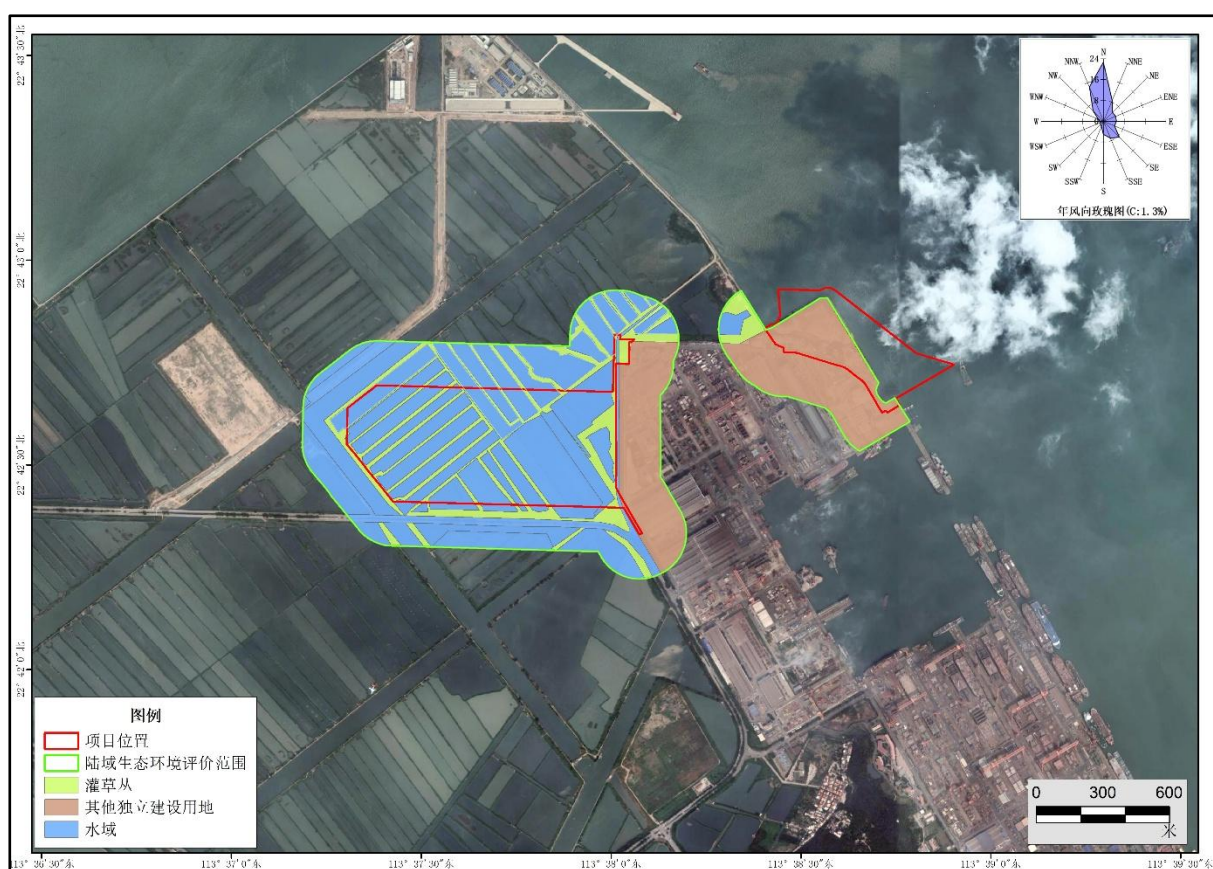 N
NNE
NE
ENE
E
ESE
SE
SSE
S
SSW
SW
WSW
W
WNW
NW
NNW
24
16
8
0
年风向玫瑰图(C:1.3%)
22° 43′ 30″北
22° 43′ 0″北
22° 42′ 30″北
22° 42′ 0″北
图例
项目位置
陆域生态环境评价范围
灌草丛
其他独立建设用地
水域
0 300 600
米
113° 36′ 30″东
113° 37′ 0″东
113° 37′ 30″东
113° 38′ 0″东
113° 38′ 30″东
113° 39′ 0″东
113° 39′ 30″东